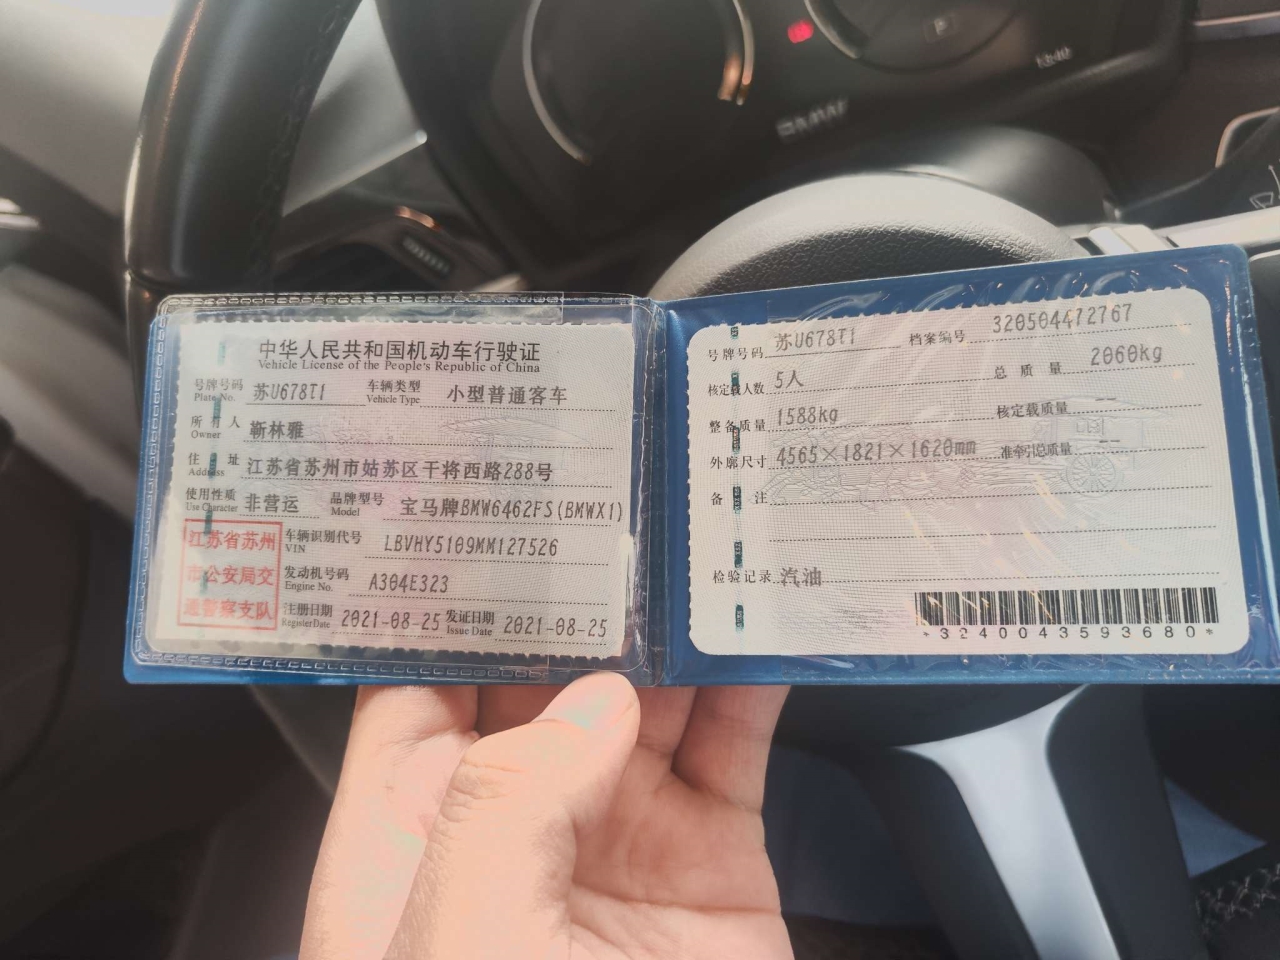 中华人民共和国机动车行驶证
Vehicle License of the People's Republic of China
号牌号码 苏U678T1 车辆类型 小型普通客车
Plate No. Vehicle Type
所有人 靳林雅
Owner
住址 江苏省苏州市姑苏区干将西路288号
Address
使用性质 非营运 品牌型号 宝马牌BMW6462FS(BMWX1)
Use Character Model
江苏省苏州
市公安局交
通警察支队
车辆识别代号 LBVHY5109MM127526
VIN
发动机号码 A304E323
Engine No.
注册日期 2021-08-25 发证日期 2021-08-25
Register Date Issue Date
号牌号码 苏U678T1 档案编号 320504472767
核定载人数 5人 总质量 2060kg
整备质量 1588kg 核定载质量 --
外廓尺寸 4565×1821×1620mm 准牵引总质量 --
备注
检验记录 汽油
*3240043593680*
P